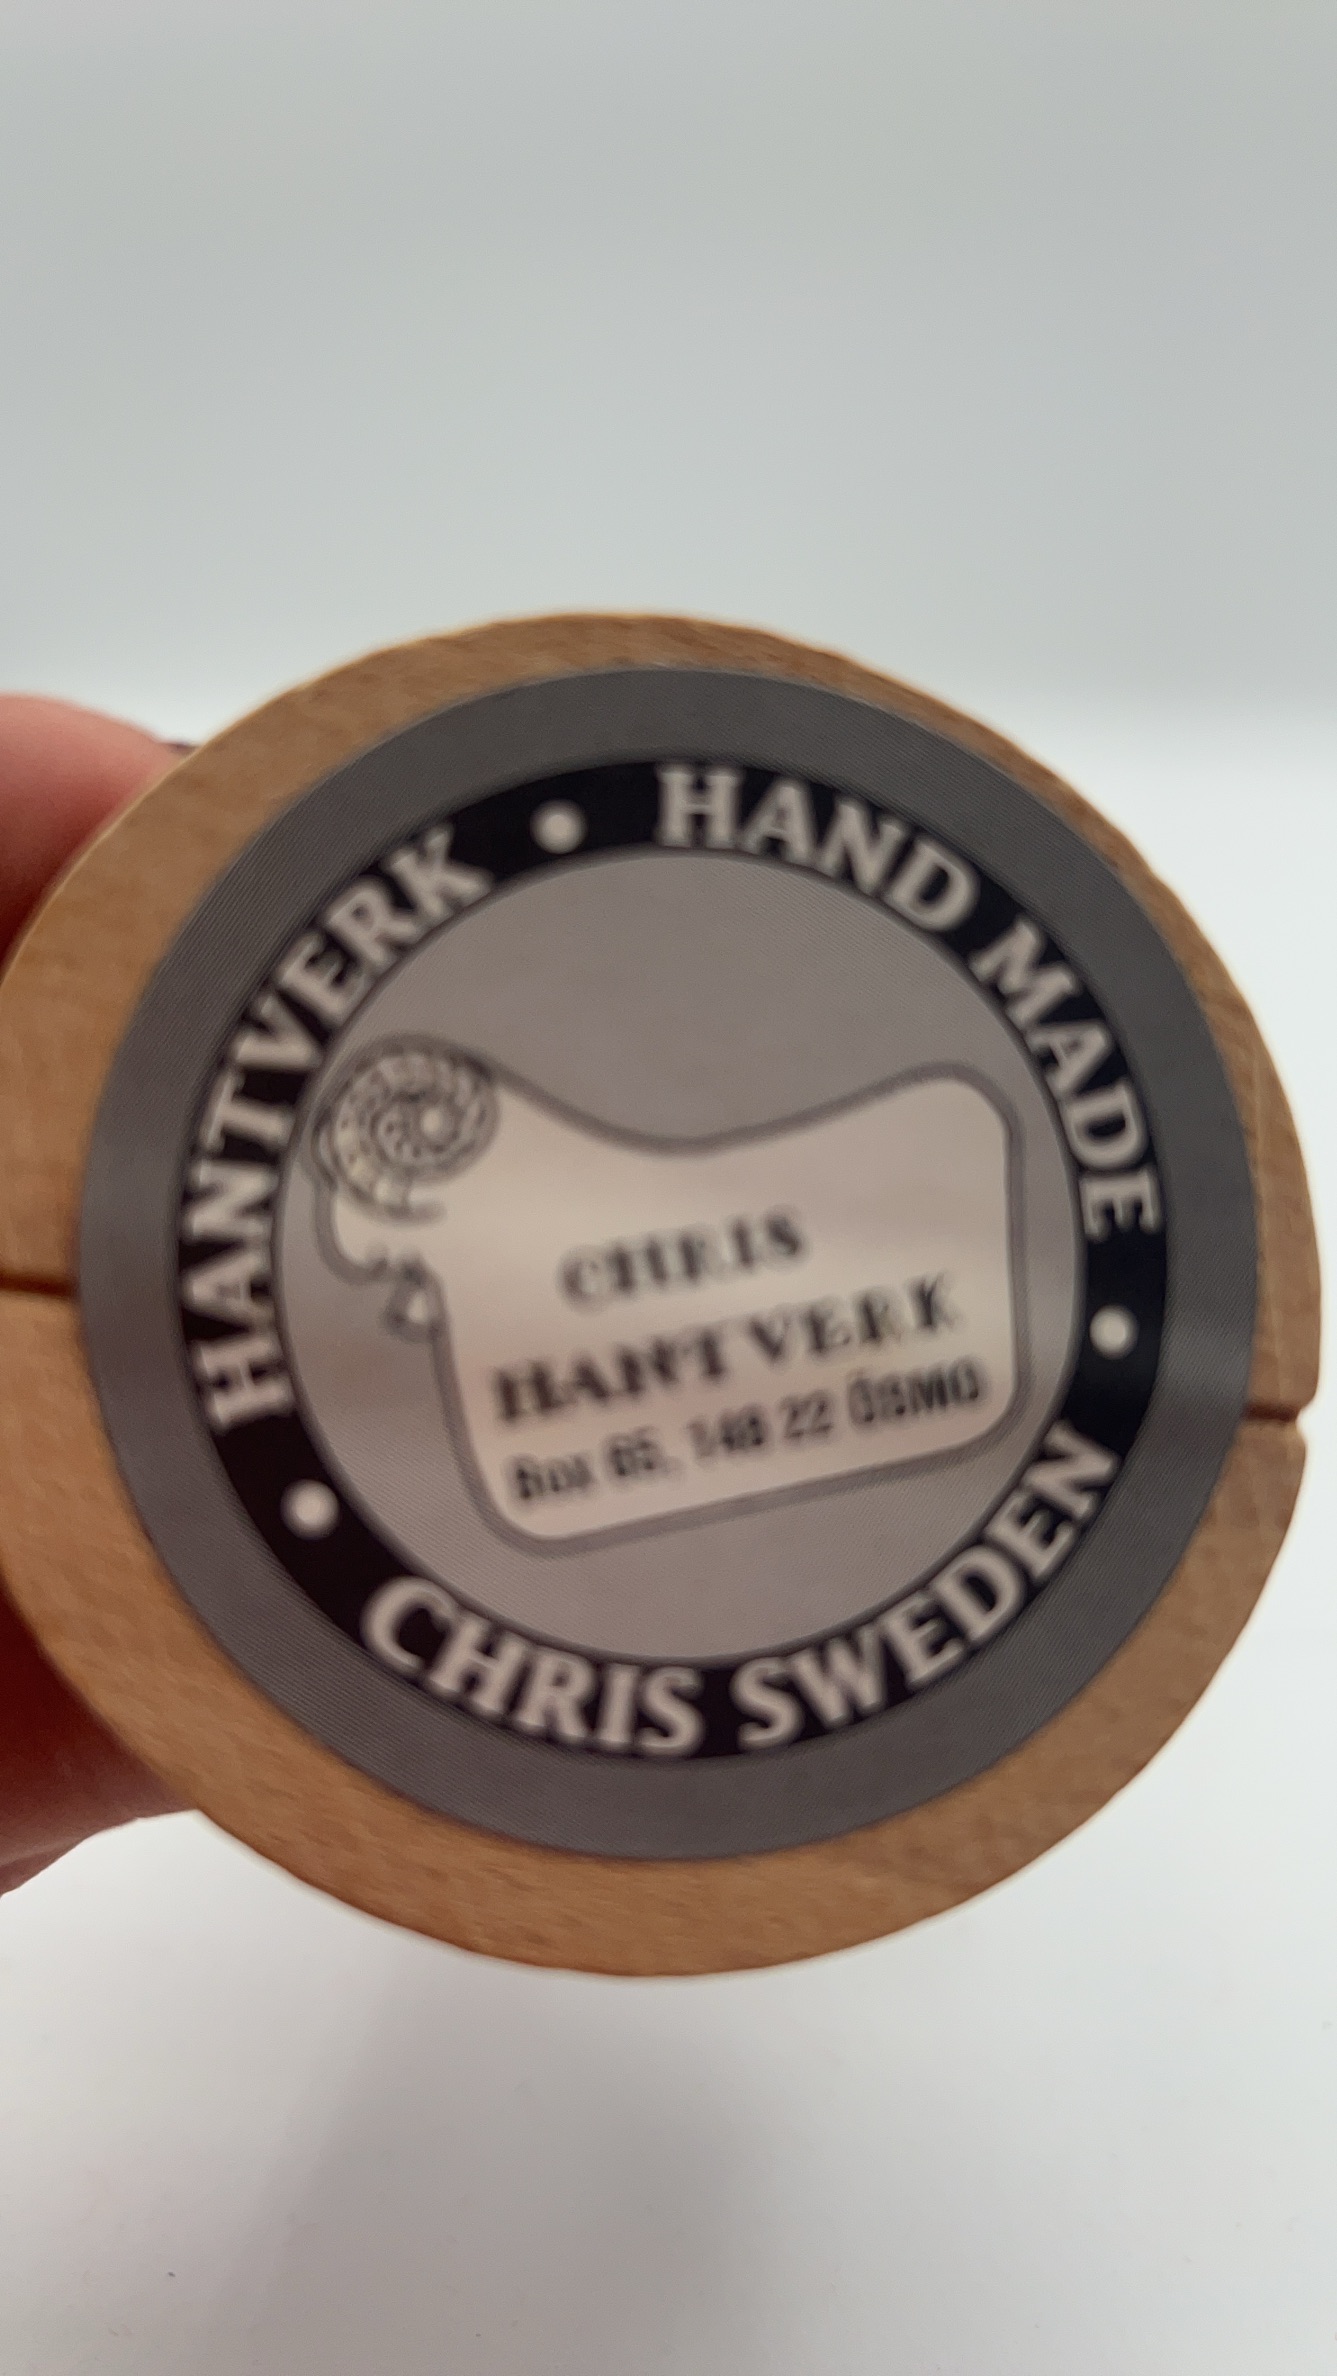 HANTVERK • HAND MADE • CHRIS SWEDEN •
CHRIS
HANTVERK
Box 65, 148 22 ÖSMO